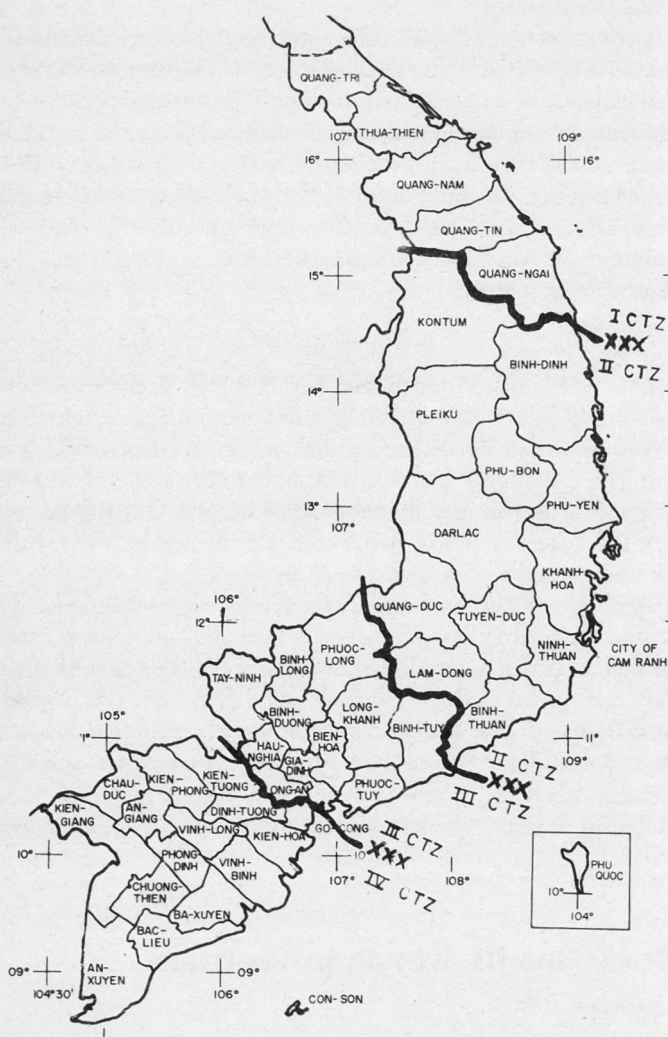 QUANG-TRI
THUA-THIEN
107° 109°
16° 16°
QUANG-NAM
QUANG-TIN
15°
QUANG-NGAI
KONTUM
I CTZ
XXX
II CTZ
BINH-DINH
14°
PLEIKU
PHU-BON
13°
107°
PHU-YEN
DARLAC
KHANH-
HOA
106°
12°
QUANG-DUC
TUYEN-DUC
PHUOC-
LONG
NINH-
THUAN
CITY OF
CAM RANH
BINH-
LONG
TAY-NINH
LAM-DONG
BINH-
DUONG
LONG-
KHANH
BINH-
THUAN
BINH-TUY
BIEN-
HOA
105°
11° 11°
109°
HAU-
NGHIA
GIA-
DINH
II CTZ
XXX
III CTZ
CHAU-
DUC
KIEN-
PHONG
KIEN-
TUONG
LONG-AN
PHUOC-
TUY
KIEN-
GIANG
AN-
GIANG
DINH-TUONG
VINH-LONG
KIEN-HOA
GO-CONG
III CTZ
XXX
IV CTZ
10° 10°
107° 108°
PHONG-
DINH
VINH-
BINH
CHUONG-
THIEN
BA-XUYEN
BAC-
LIEU
PHU
QUOC
10°
104°
AN-
XUYEN
09° 09°
104° 30' 106°
CON-SON